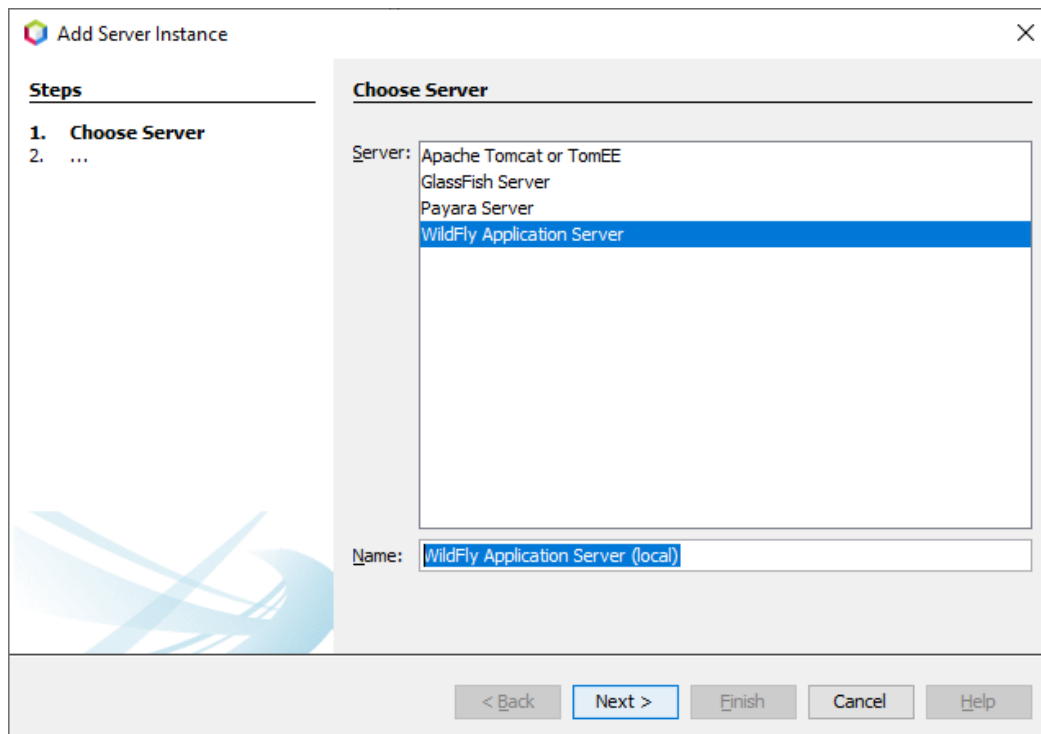 Add Server Instance
Steps
1. Choose Server
2. ...
Choose Server
Server:
Apache Tomcat or TomEE
GlassFish Server
Payara Server
WildFly Application Server
Name: WildFly Application Server (local)
< Back Next > Finish Cancel Help